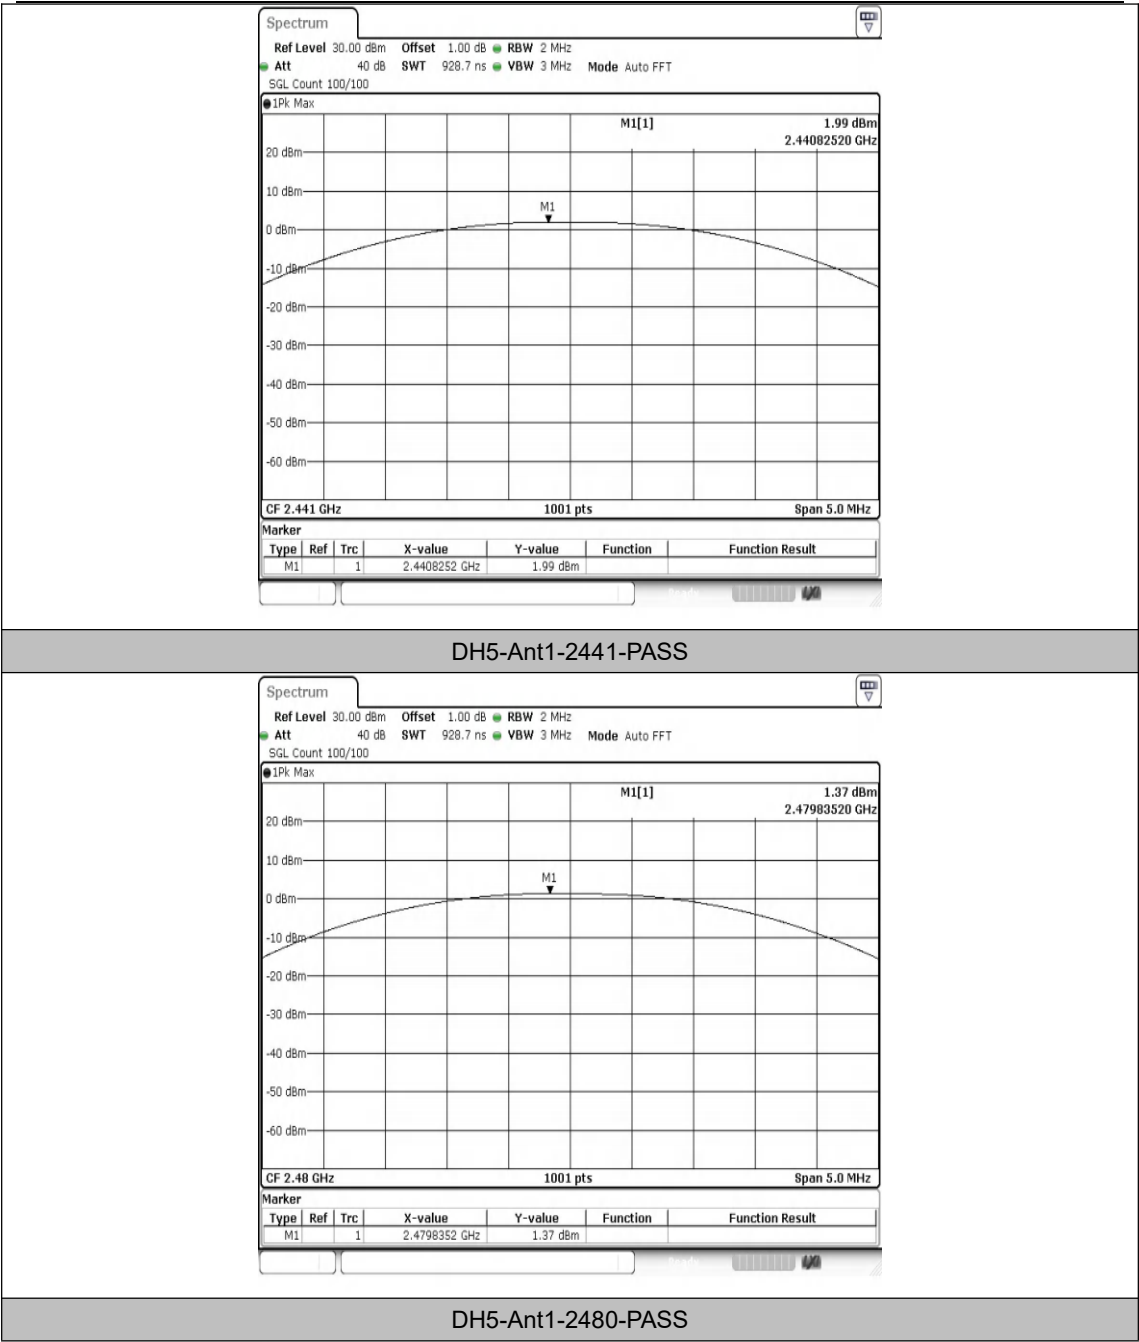 Spectrum
Ref Level 30.00 dBm Offset 1.00 dB RBW 2 MHz
Att 40 dB SWT 928.7 ns VBW 3 MHz Mode Auto FFT
SGL Count 100/100
1Pk Max
M1[1] 1.99 dBm
2.44082520 GHz
20 dBm
10 dBm
M1
0 dBm
-10 dBm
-20 dBm
-30 dBm
-40 dBm
-50 dBm
-60 dBm
CF 2.441 GHz 1001 pts Span 5.0 MHz
Marker
Type Ref Trc X-value Y-value Function Function Result
M1 1 2.4408252 GHz 1.99 dBm
DH5-Ant1-2441-PASS
Spectrum
Ref Level 30.00 dBm Offset 1.00 dB RBW 2 MHz
Att 40 dB SWT 928.7 ns VBW 3 MHz Mode Auto FFT
SGL Count 100/100
1Pk Max
M1[1] 1.37 dBm
2.47983520 GHz
20 dBm
10 dBm
M1
0 dBm
-10 dBm
-20 dBm
-30 dBm
-40 dBm
-50 dBm
-60 dBm
CF 2.48 GHz 1001 pts Span 5.0 MHz
Marker
Type Ref Trc X-value Y-value Function Function Result
M1 1 2.4798352 GHz 1.37 dBm
DH5-Ant1-2480-PASS